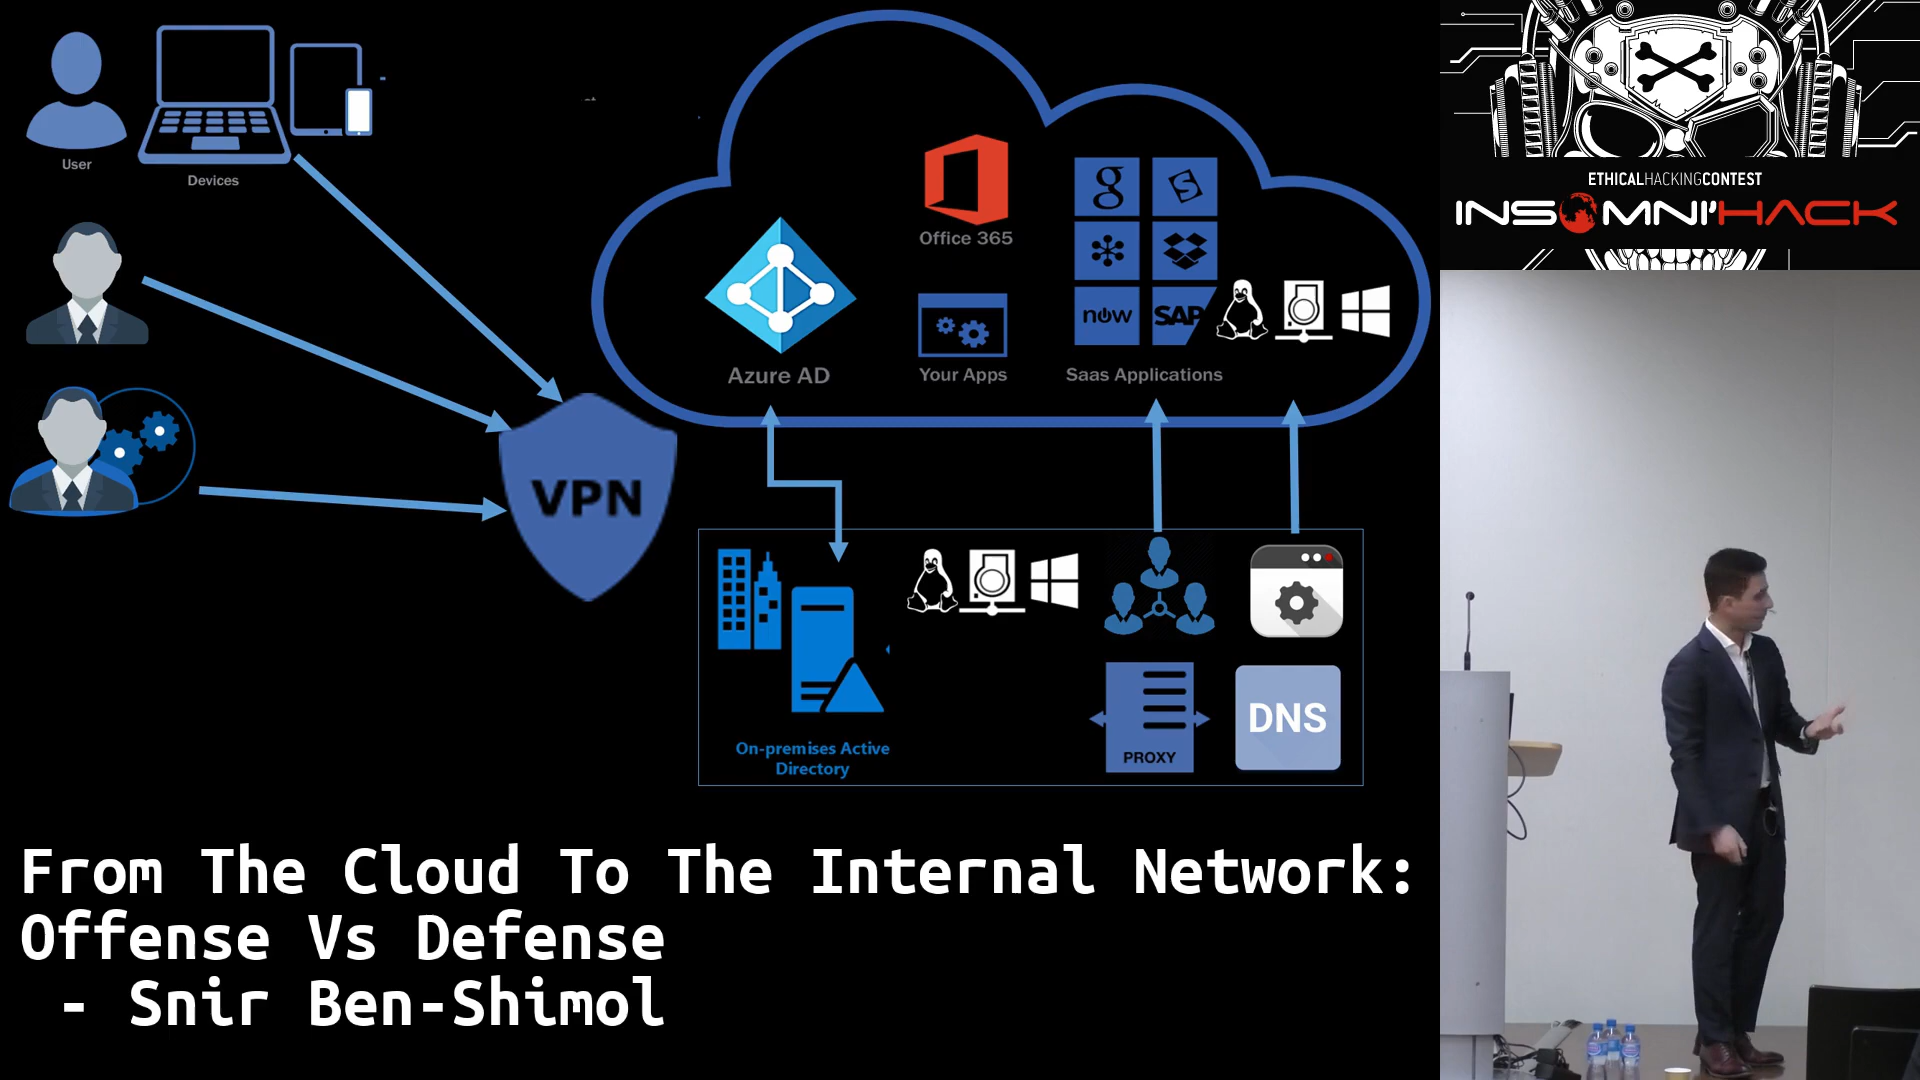 User
Devices
Office 365
g
S
now
SAP
Azure AD
Your Apps
Saas Applications
VPN
On-premises Active
Directory
PROXY
DNS
From The Cloud To The Internal Network:
Offense Vs Defense
- Snir Ben-Shimol
ETHICALHACKINGCONTEST
INSOMNI'HACK